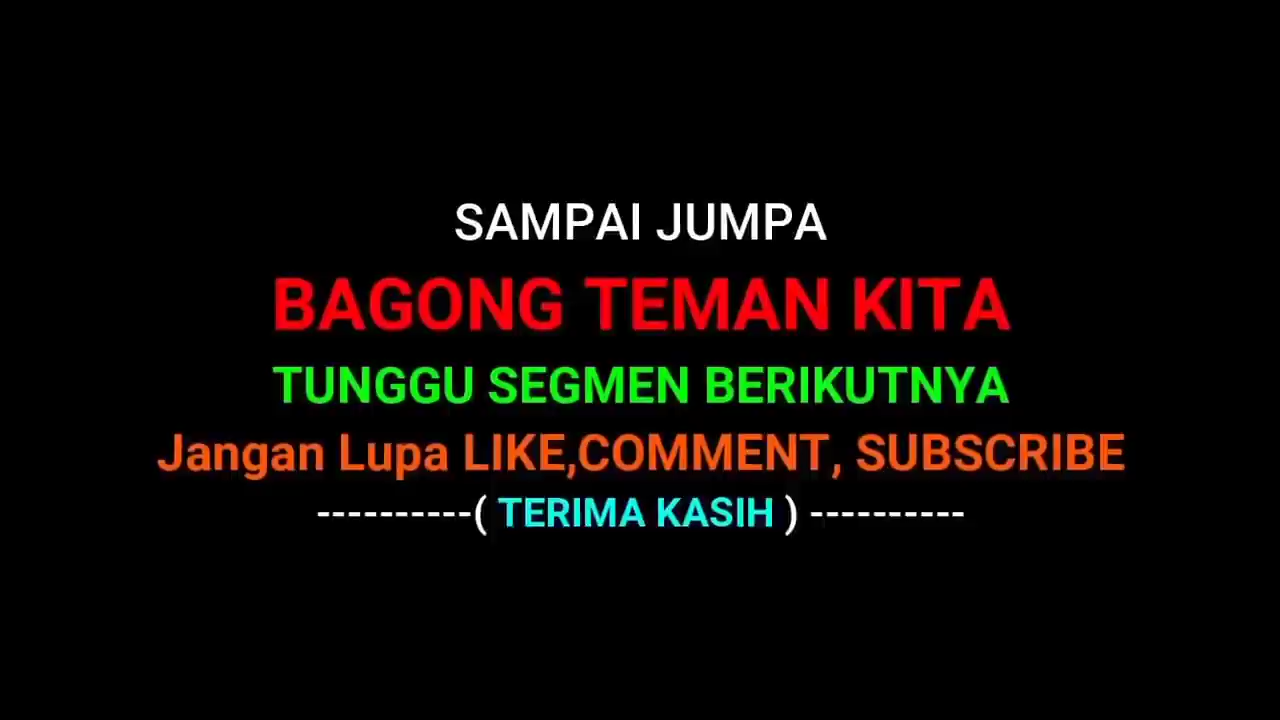 SAMPAI JUMPA
BAGONG TEMAN KITA
TUNGGU SEGMEN BERIKUTNYA
Jangan Lupa LIKE,COMMENT, SUBSCRIBE
----------( TERIMA KASIH ) ----------